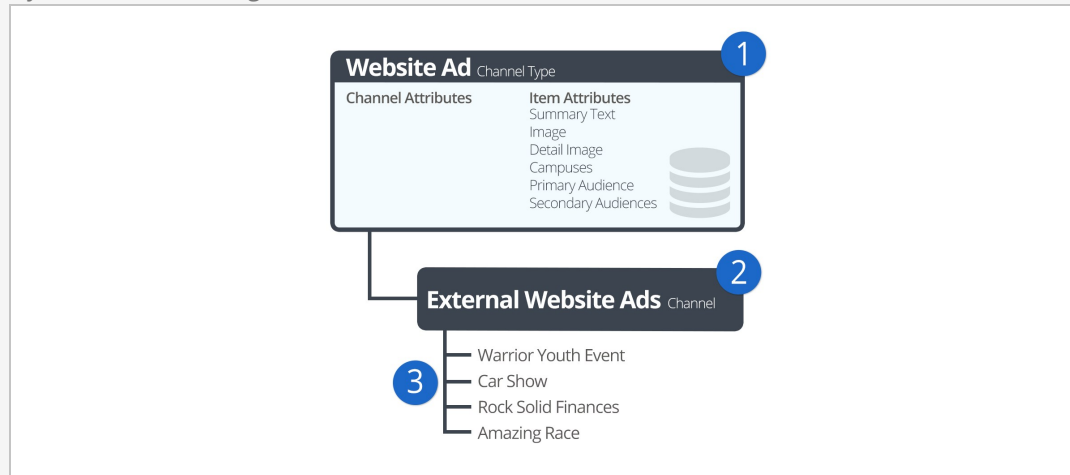 Website Ad Channel Type
1
Channel Attributes
Item Attributes
Summary Text
Image
Detail Image
Campuses
Primary Audience
Secondary Audiences
External Website Ads Channel
2
3
Warrior Youth Event
Car Show
Rock Solid Finances
Amazing Race